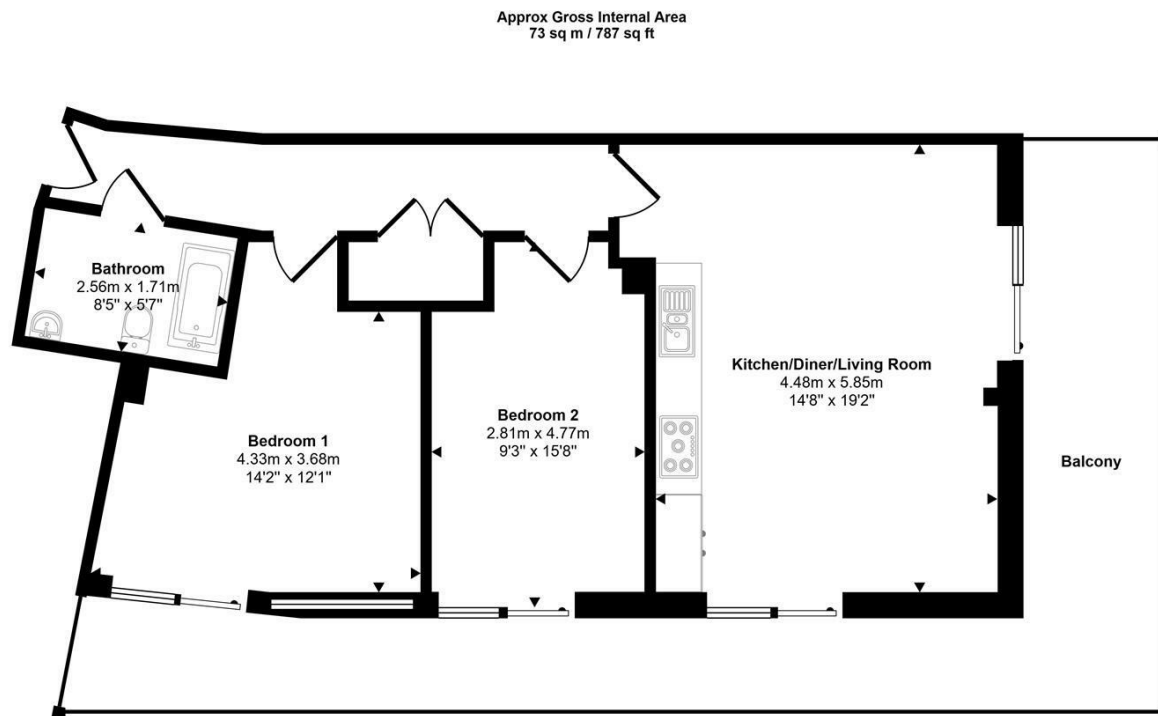 Approx Gross Internal Area
73 sq m / 787 sq ft
Bathroom
2.56m x 1.71m
8'5" x 5'7"
Kitchen/Diner/Living Room
4.48m x 5.85m
14'8" x 19'2"
Bedroom 2
2.81m x 4.77m
9'3" x 15'8"
Bedroom 1
4.33m x 3.68m
14'2" x 12'1"
Balcony